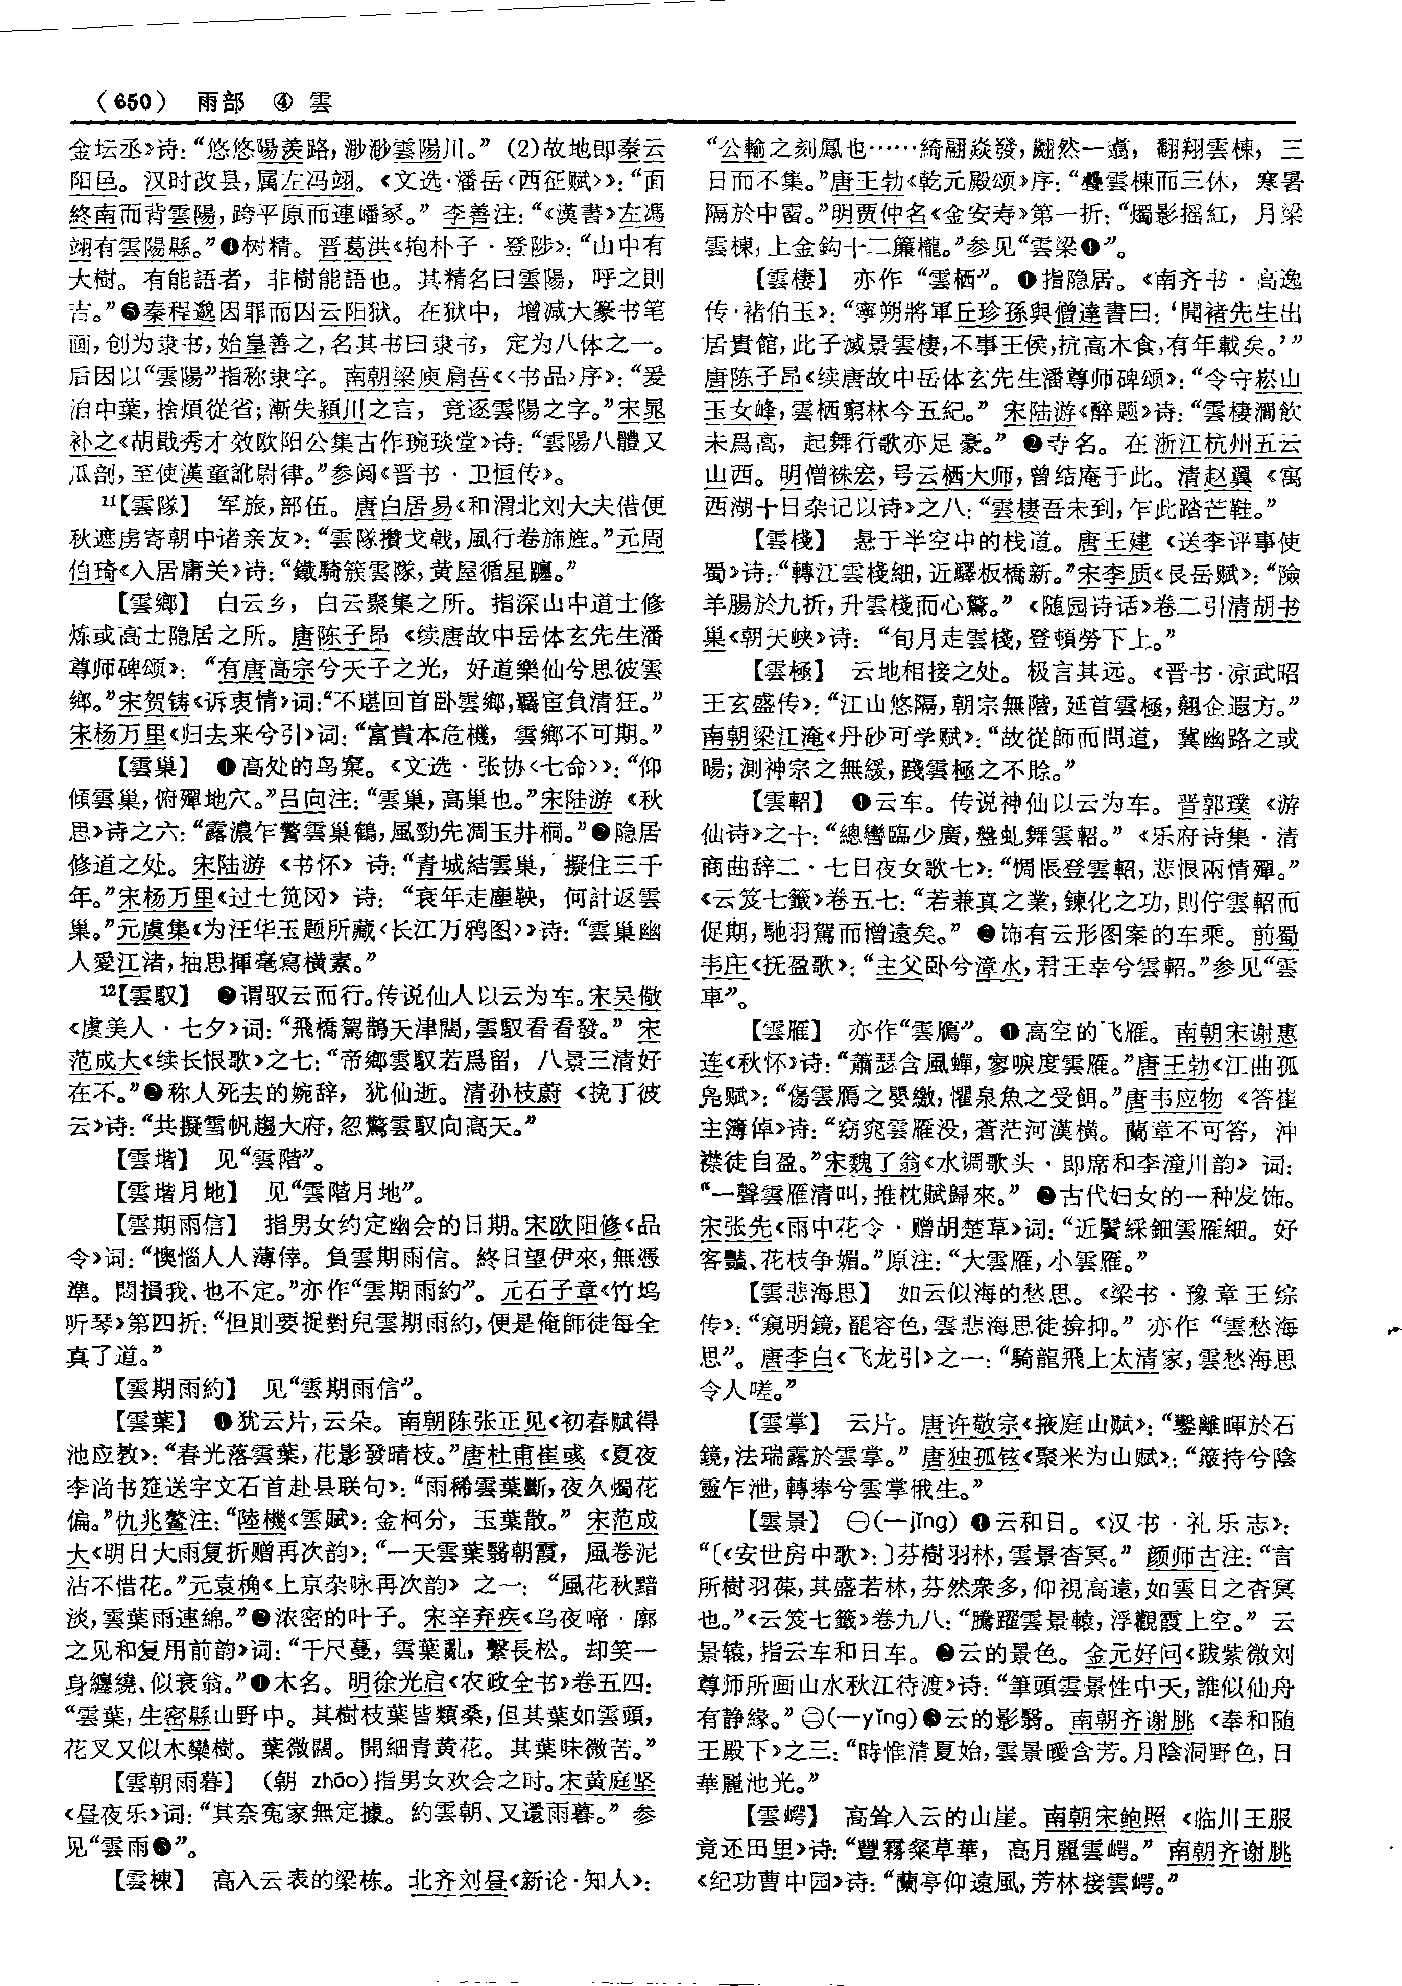 （650）　雨部　④　雲
金坛丞》诗：“悠悠陽羡路，渺渺雲陽川。”(2)故地即秦云
阳邑。汉时改县，属左冯翊。《文选·潘岳〈西征赋〉》：“面
終南而背雲陽，跨平原而連嶓冢。”李善注：“《漢書》左馮
翊有雲陽縣。”❹树精。晋葛洪《抱朴子·登陟》：“山中有
大樹。有能語者，非樹能語也。其精名曰雲陽，呼之則
吉。”❺秦程邈因罪而囚云阳狱。在狱中，增减大篆书笔
画，创为隶书，始皇善之，名其书曰隶书，定为八体之一。
后因以“雲陽”指称隶字。南朝梁庾肩吾《〈书品〉序》：“爰
洎中葉，捨煩從省；漸失潁川之言，竟逐雲陽之字。”宋晁
补之《胡戢秀才效欧阳公集古作琬琰堂》诗：“雲陽八體又
瓜剖，至使漢童訛尉律。”参阅《晋书·卫恒传》。
11【雲隊】　军旅，部伍。唐白居易《和渭北刘大夫借便
秋遮虏寄朝中诸亲友》：“雲隊攢戈戟，風行卷旆旌。”元周
伯琦《入居庸关》诗：“鐵騎簇雲隊，黄屋循星躔。”
【雲鄉】　白云乡，白云聚集之所。指深山中道士修
炼或高士隐居之所。唐陈子昂《续唐故中岳体玄先生潘
尊师碑颂》：“有唐高宗兮天子之光，好道樂仙兮思彼雲
鄉。”宋贺铸《诉衷情》词：“不堪回首卧雲鄉，羈宦負清狂。”
宋杨万里《归去来兮引》词：“富貴本危機，雲鄉不可期。”
【雲巢】　❶高处的鸟窠。《文选·张协〈七命〉》：“仰
傾雲巢，俯殫地穴。”吕向注：“雲巢，高巢也。”宋陆游《秋
思》诗之六：“露濃乍警雲巢鶴，風勁先凋玉井桐。”❷隐居
修道之处。宋陆游《书怀》诗：“青城結雲巢，擬住三千
年。”宋杨万里《过七笕冈》诗：“衰年走塵鞅，何計返雲
巢。”元虞集《为汪华玉题所藏〈长江万鸦图〉》诗：“雲巢幽
人愛江渚，抽思揮毫寫橫素。”
12【雲馭】　❶谓驭云而行。传说仙人以云为车。宋吴儆
《虞美人·七夕》词：“飛橋駕鵲天津闊，雲馭看看發。”宋
范成大《续长恨歌》之七：“帝鄉雲馭若爲留，八景三清好
在不。”❷称人死去的婉辞，犹仙逝。清孙枝蔚《挽丁彼
云》诗：“共擬雪帆趨大府，忽驚雲馭向高天。”
【雲堦】　见“雲階”。
【雲堦月地】　见“雲階月地”。
【雲期雨信】　指男女约定幽会的日期。宋欧阳修《品
令》词：“懊惱人人薄倖。負雲期雨信。終日望伊來，無憑
準。悶損我、也不定。”亦作“雲期雨約”。元石子章《竹坞
听琴》第四折：“但則要捉對兒雲期雨約，便是俺師徒每全
真了道。”
【雲期雨約】　见“雲期雨信”。
【雲葉】　❶犹云片，云朵。南朝陈张正见《初春赋得
池应教》：“春光落雲葉，花影發晴枝。”唐杜甫崔彧《夏夜
李尚书筵送宇文石首赴县联句》：“雨稀雲葉斷，夜久燭花
偏。”仇兆鳌注：“陸機《雲賦》：金柯分，玉葉散。”宋范成
大《明日大雨复折赠再次韵》：“一天雲葉翳朝霞，風卷泥
沾不惜花。”元袁桷《上京杂咏再次韵》之一：“風花秋黯
淡，雲葉雨連綿。”❷浓密的叶子。宋辛弃疾《乌夜啼·廓
之见和复用前韵》词：“千尺蔓，雲葉亂，繫長松。却笑一
身纏繞、似衰翁。”❸木名。明徐光启《农政全书》卷五四：
“雲葉，生密縣山野中。其樹枝葉皆類桑，但其葉如雲頭，
花叉又似木欒樹。葉微闊。開細青黄花。其葉味微苦。”
【雲朝雨暮】　（朝 zhāo）指男女欢会之时。宋黄庭坚
《昼夜乐》词：“其奈冤家無定據。約雲朝、又還雨暮。”参
见“雲雨❸”。
【雲棟】　高入云表的梁栋。北齐刘昼《新论·知人》：
“公輸之刻鳳也……綺翮焱發，翽然一翥，翻翔雲棟，三
日而不集。”唐王勃《乾元殿颂》序：“疊雲棟而三休，寒暑
隔於中霤。”明贾仲名《金安寿》第一折：“燭影摇紅，月梁
雲棟，上金鈎十二簾櫳。”参见“雲梁❶”。
【雲棲】　亦作“雲栖”。❶指隐居。《南齐书·高逸
传·褚伯玉》：“寧朔將軍丘珍孫與僧達書曰：‘聞褚先生出
居貴館，此子滅景雲棲，不事王侯，抗高木食，有年載矣。’”
唐陈子昂《续唐故中岳体玄先生潘尊师碑颂》：“令守崧山
玉女峰，雲栖窮林今五紀。”宋陆游《醉题》诗：“雲棲澗飲
未爲高，起舞行歌亦足豪。”❷寺名。在浙江杭州五云
山西。明僧袾宏，号云栖大师，曾结庵于此。清赵翼《寓
西湖十日杂记以诗》之八：“雲棲吾未到，乍此踏芒鞋。”
【雲棧】　悬于半空中的栈道。唐王建《送李评事使
蜀》诗：“轉江雲棧細，近驛板橋新。”宋李质《艮岳赋》：“險
羊腸於九折，升雲棧而心驚。”《随园诗话》卷二引清胡书
巢《朝天峡》诗：“旬月走雲棧，登頓勞下上。”
【雲極】　云地相接之处。极言其远。《晋书·凉武昭
王玄盛传》：“江山悠隔，朝宗無階，延首雲極，翹企遐方。”
南朝梁江淹《丹砂可学赋》：“故從師而問道，冀幽路之或
暘；測神宗之無緩，踐雲極之不賒。”
【雲軺】　❶云车。传说神仙以云为车。晋郭璞《游
仙诗》之十：“總轡臨少廣，盤虬舞雲軺。”《乐府诗集·清
商曲辞二·七日夜女歌七》：“惆悵登雲軺，悲恨兩情殫。”
《云笈七籤》卷五七：“若兼真之業，鍊化之功，則佇雲軺而
促期，馳羽駕而憎遠矣。”❷饰有云形图案的车乘。前蜀
韦庄《抚盈歌》：“主父卧兮漳水，君王幸兮雲軺。”参见“雲
車”。
【雲雁】　亦作“雲鴈”。❶高空的飞雁。南朝宋谢惠
连《秋怀》诗：“蕭瑟含風蟬，寥唳度雲雁。”唐王勃《江曲孤
凫赋》：“傷雲鴈之嬰繳，懼泉魚之受餌。”唐韦应物《答崔
主簿倬》诗：“窈窕雲雁没，蒼茫河漢橫。蘭章不可答，沖
襟徒自盈。”宋魏了翁《水调歌头·即席和李潼川韵》词：
“一聲雲雁清叫，推枕賦歸來。”❷古代妇女的一种发饰。
宋张先《雨中花令·赠胡楚草》词：“近鬢綵鈿雲雁細。好
客豔、花枝争媚。”原注：“大雲雁，小雲雁。”
【雲悲海思】　如云似海的愁思。《梁书·豫章王综
传》：“窺明鏡，罷容色，雲悲海思徒揜抑。”亦作“雲愁海
思”。唐李白《飞龙引》之一：“騎龍飛上太清家，雲愁海思
令人嗟。”
【雲掌】　云片。唐许敬宗《掖庭山赋》：“鑿離暉於石
鏡，法瑞露於雲掌。”唐独孤铉《聚米为山赋》：“簸持兮陰
靈乍泄，轉捧兮雲掌俄生。”
【雲景】　㊀（一jǐng）❶云和日。《汉书·礼乐志》：
“〔《安世房中歌》：〕芬樹羽林，雲景杳冥。”颜师古注：“言
所樹羽葆，其盛若林，芬然衆多，仰視高遠，如雲日之杳冥
也。”《云笈七籤》卷九八：“騰躍雲景轅，浮觀霞上空。”云
景辕，指云车和日车。❷云的景色。金元好问《跋紫微刘
尊师所画山水秋江待渡》诗：“筆頭雲景性中天，誰似仙舟
有静緣。”㊁（一yǐng）❸云的影翳。南朝齐谢朓《奉和随
王殿下》之三：“時惟清夏始，雲景曖含芳。月陰洞野色，日
華麗池光。”
【雲崿】　高耸入云的山崖。南朝宋鲍照《临川王服
竟还田里》诗：“豐霧粲草華，高月麗雲崿。”南朝齐谢朓
《纪功曹中园》诗：“蘭亭仰遠風，芳林接雲崿。”